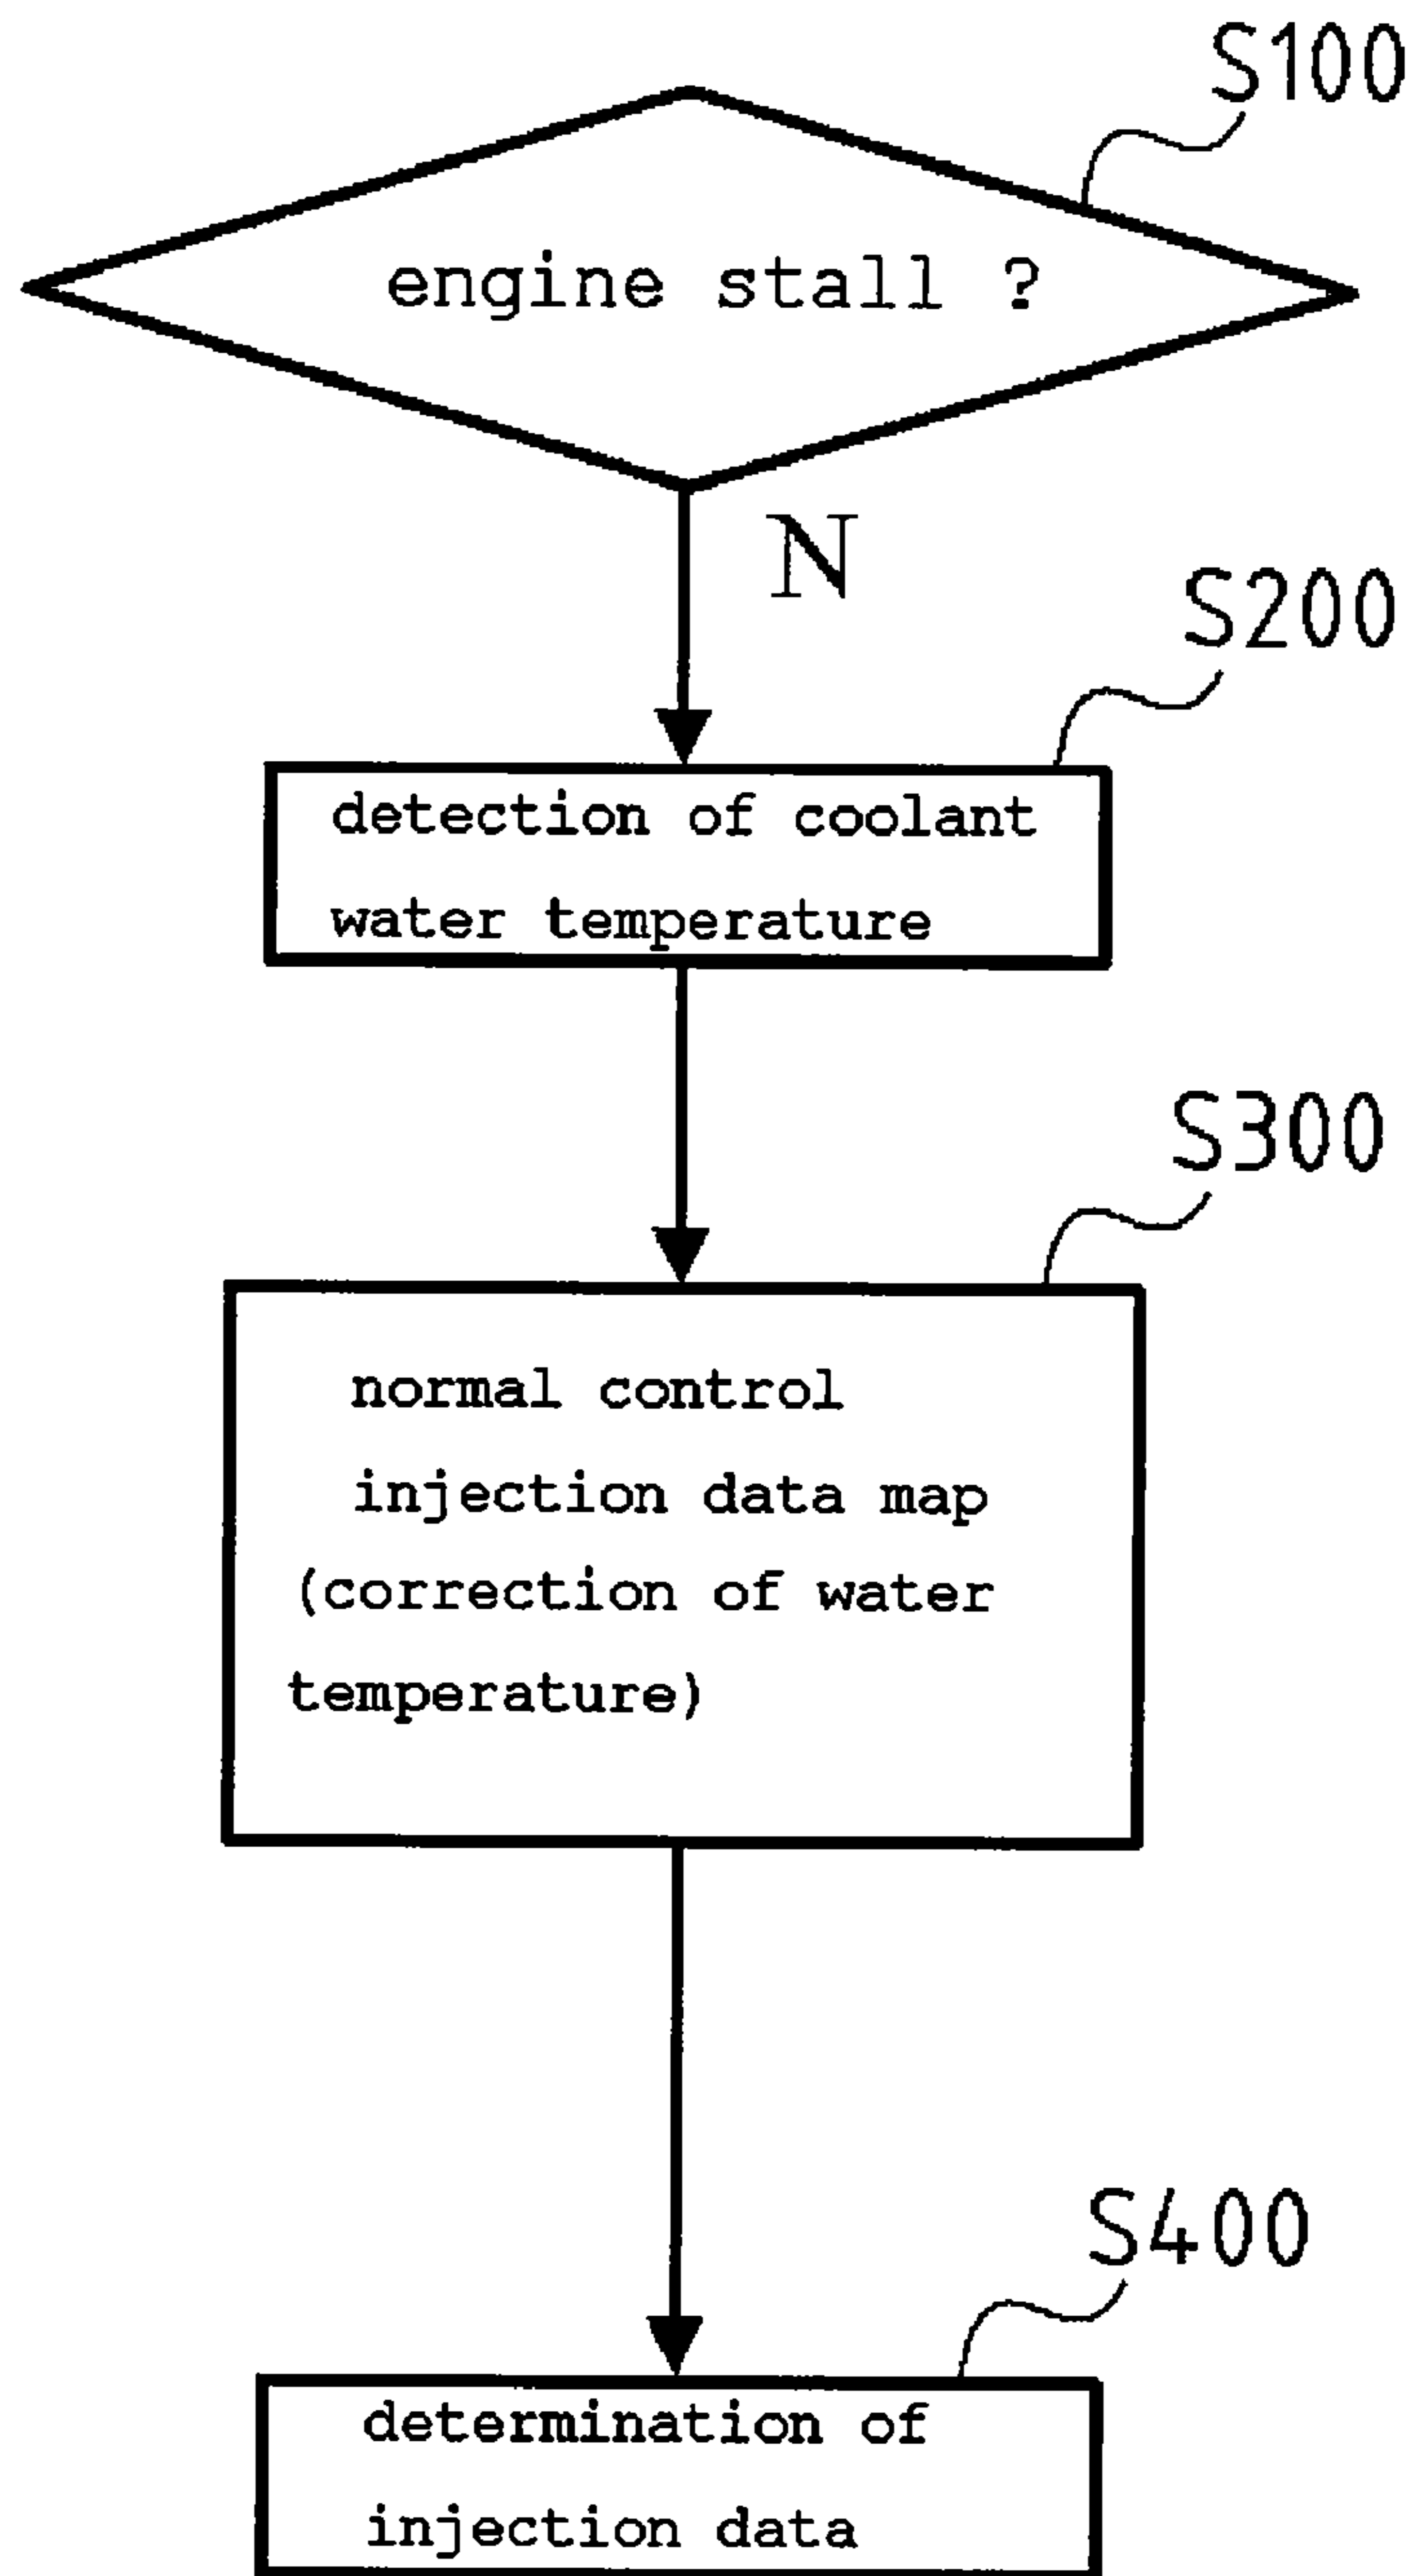 S100
engine stall ?
N
S200
detection of coolant
water temperature
S300
normal control
injection data map
(correction of water
temperature)
S400
determination of
injection data